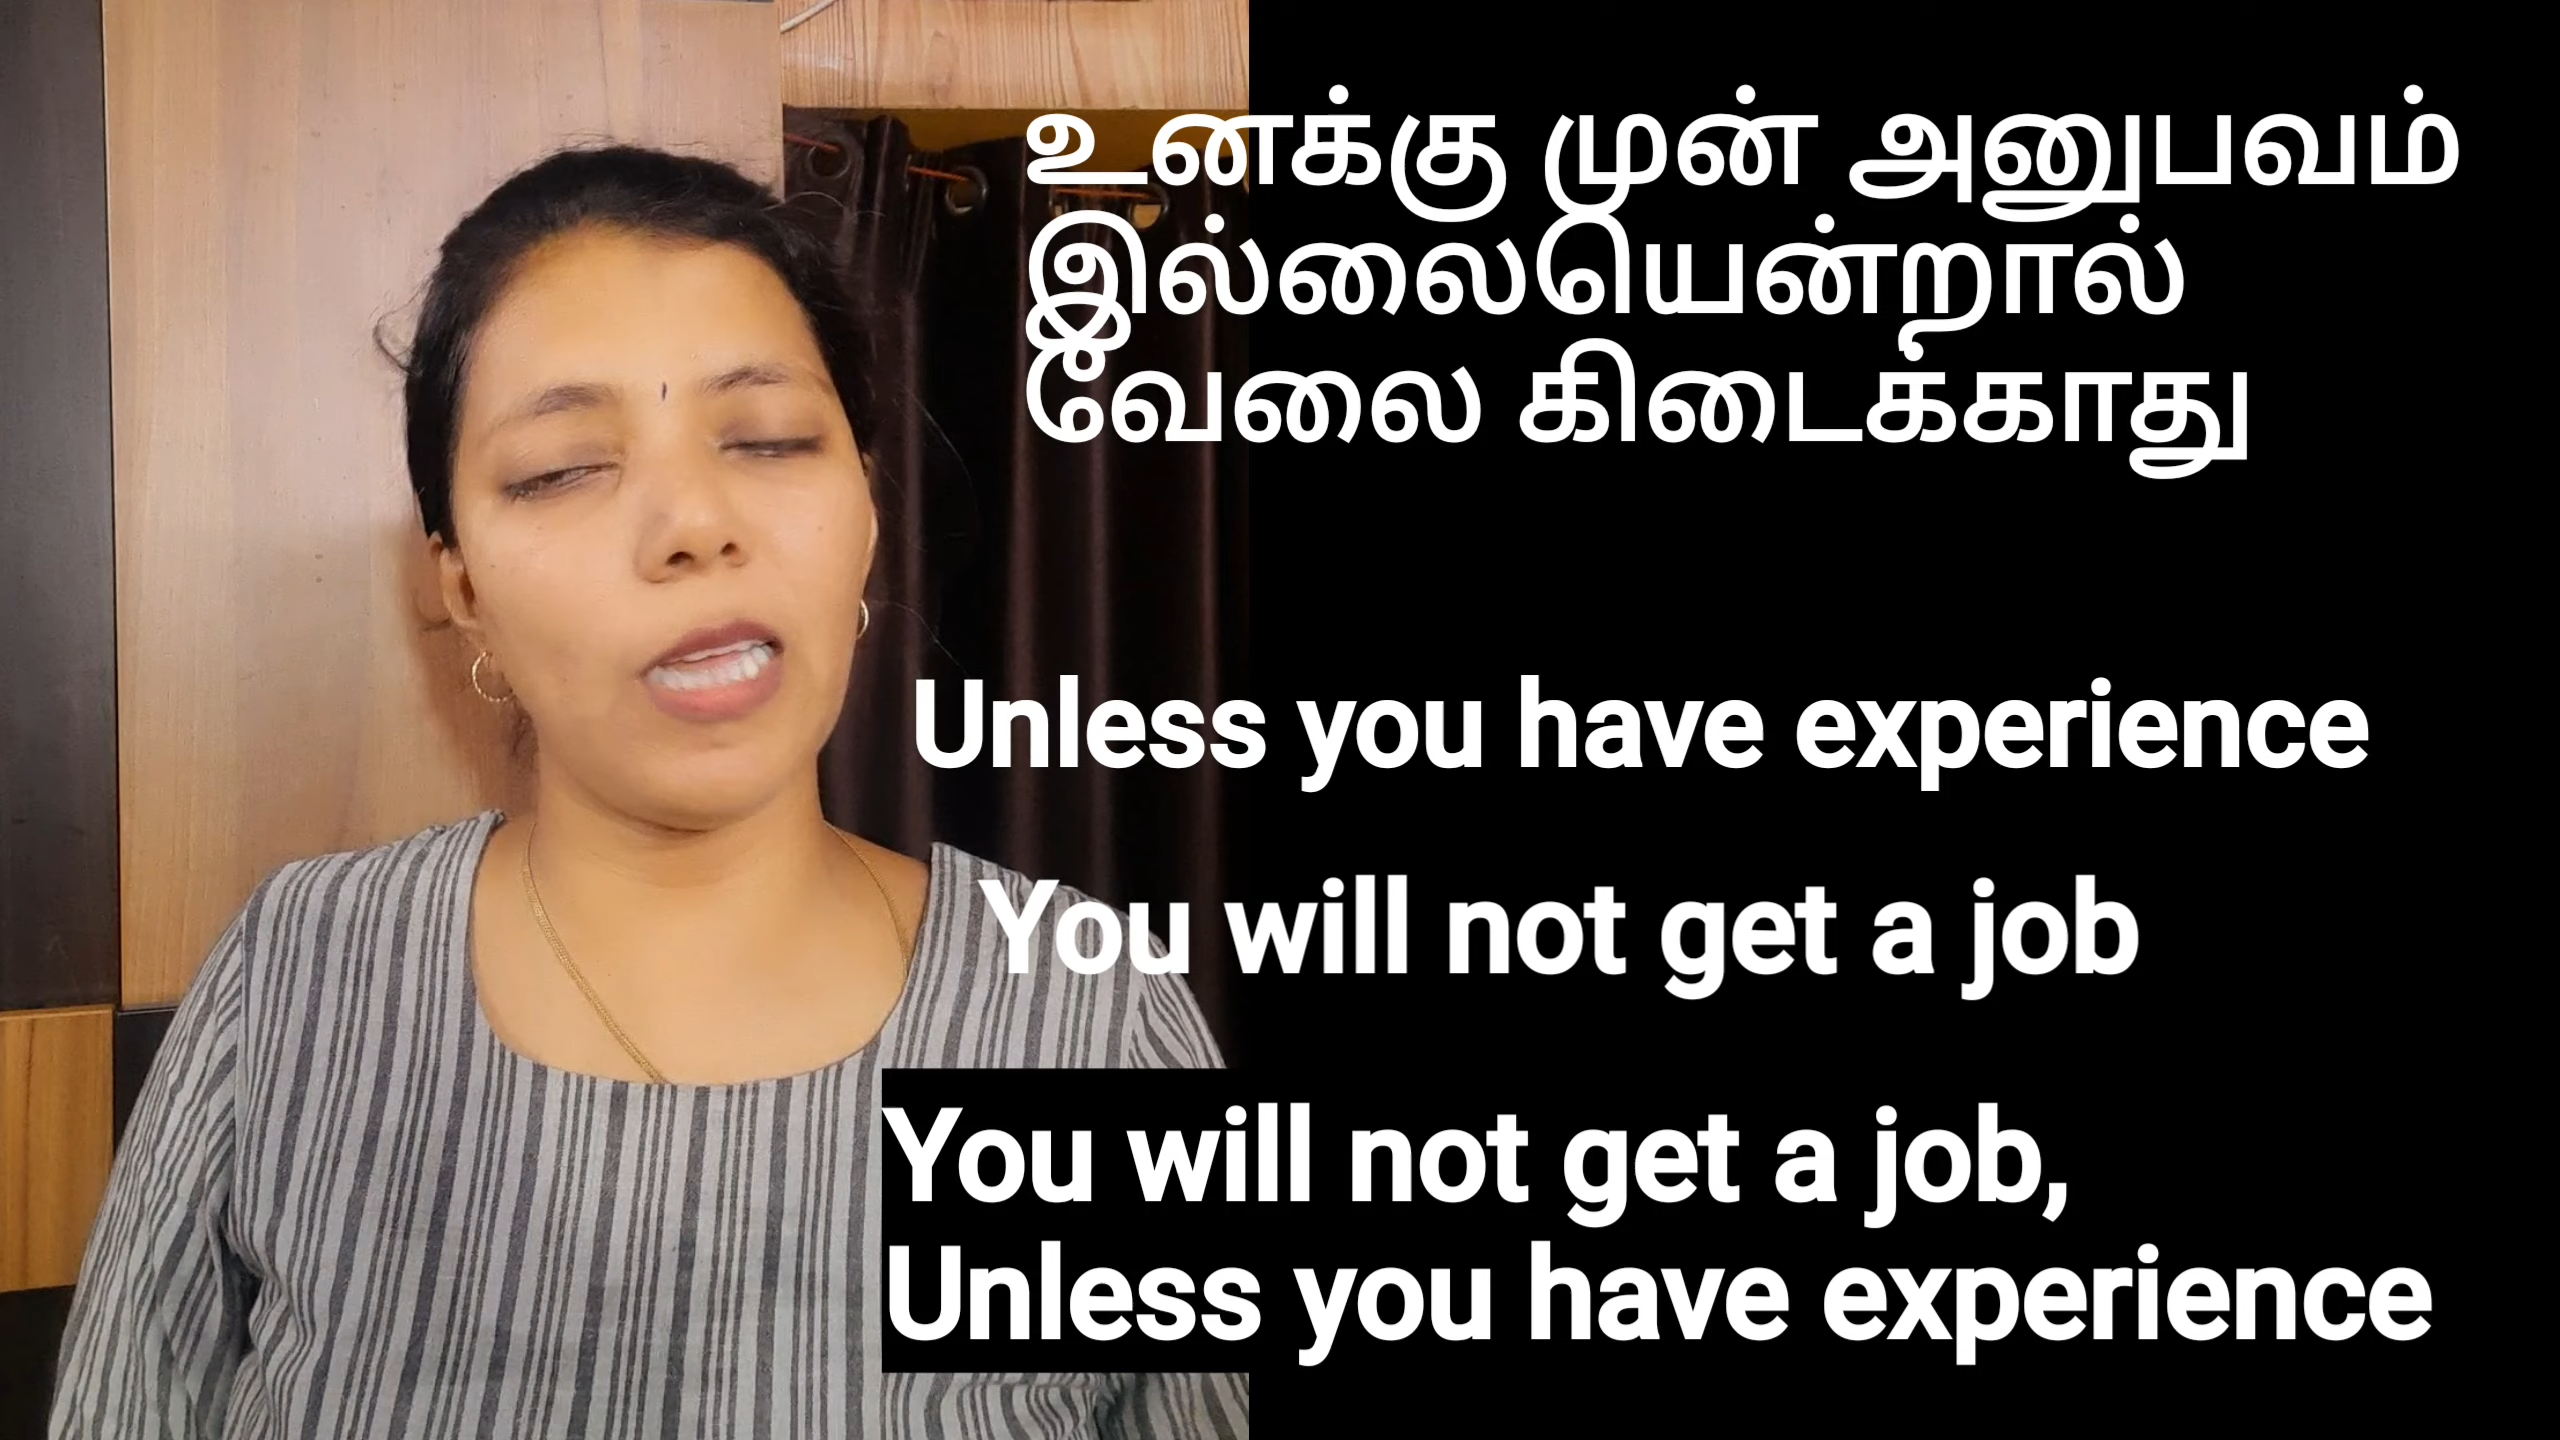 உனக்கு முன் அனுபவம்
இல்லையென்றால்
வேலை கிடைக்காது
Unless you have experience
You will not get a job
You will not get a job,
Unless you have experience